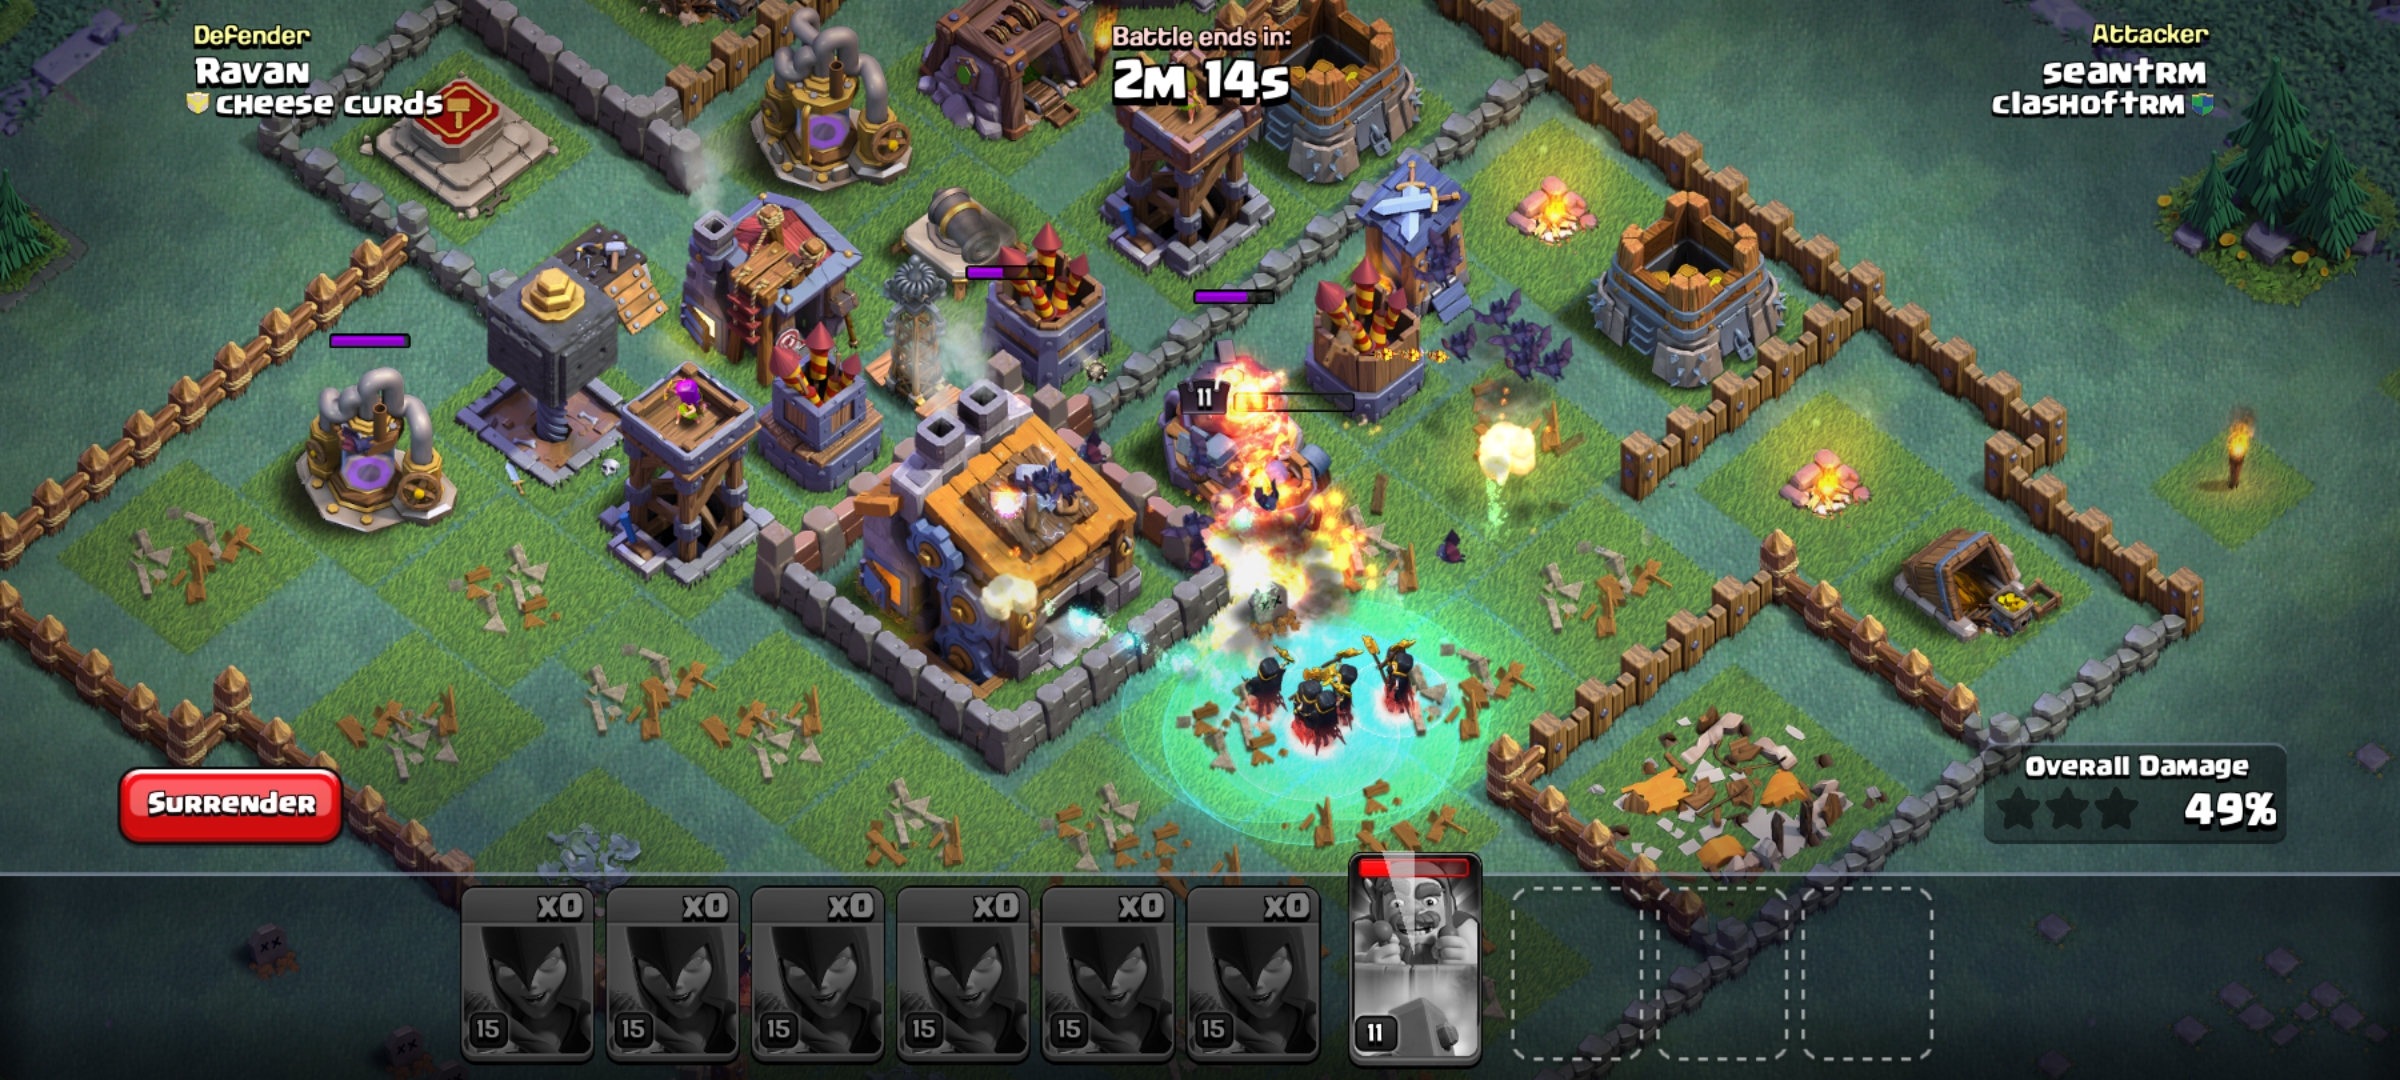 Defender
Ravan
cheese curds
Battle ends in:
2M 14s
Attacker
seantRM
clashoftRM
11
Surrender
Overall Damage
49%
x0
x0
x0
x0
x0
x0
15
15
15
15
15
15
11